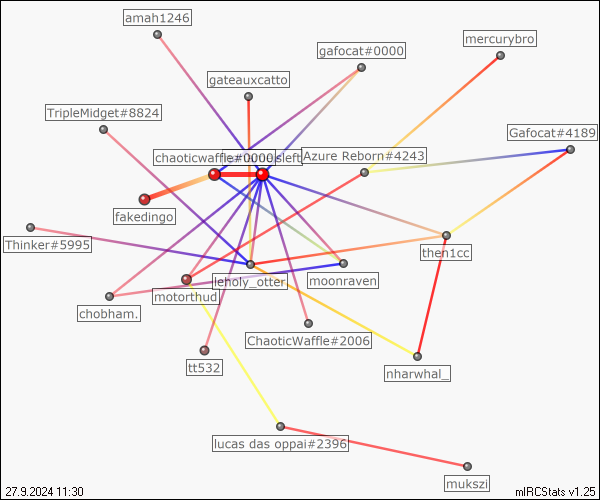 amah1246
mercurybro
gafocat#0000
gateauxcatto
TripleMidget#8824
Gafocat#4189
chaoticwaffle#0000
Azure Reborn#4243
fakedingo
Thinker#5995
then1cc
leholy_otter
moonraven
motorthud
chobham.
ChaoticWaffle#2006
tt532
nharwhal_
lucas das oppai#2396
mukszi
27.9.2024 11:30
mIRCStats v1.25